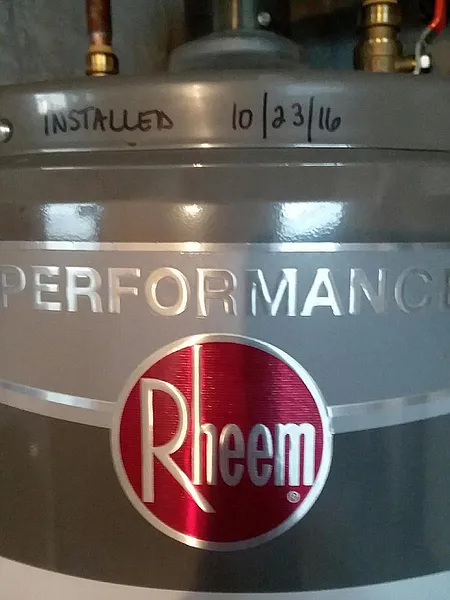 INSTALLED 10/23/16
PERFORMANCE
Rheem®